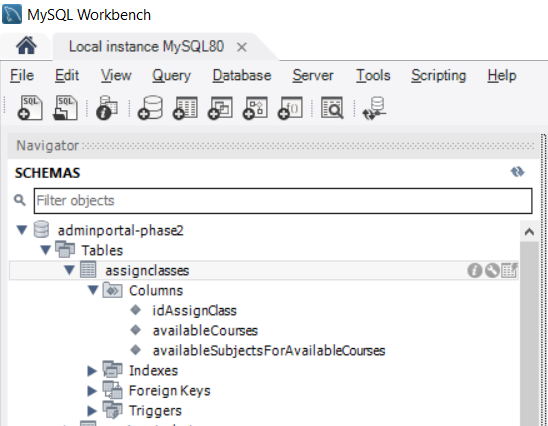 MySQL Workbench
Local instance MySQL80
File Edit View Query Database Server Tools Scripting Help
SQL SQL
Navigator
SCHEMAS
Filter objects
adminportal-phase2
Tables
assignclasses
Columns
idAssignClass
availableCourses
availableSubjectsForAvailableCourses
Indexes
Foreign Keys
Triggers